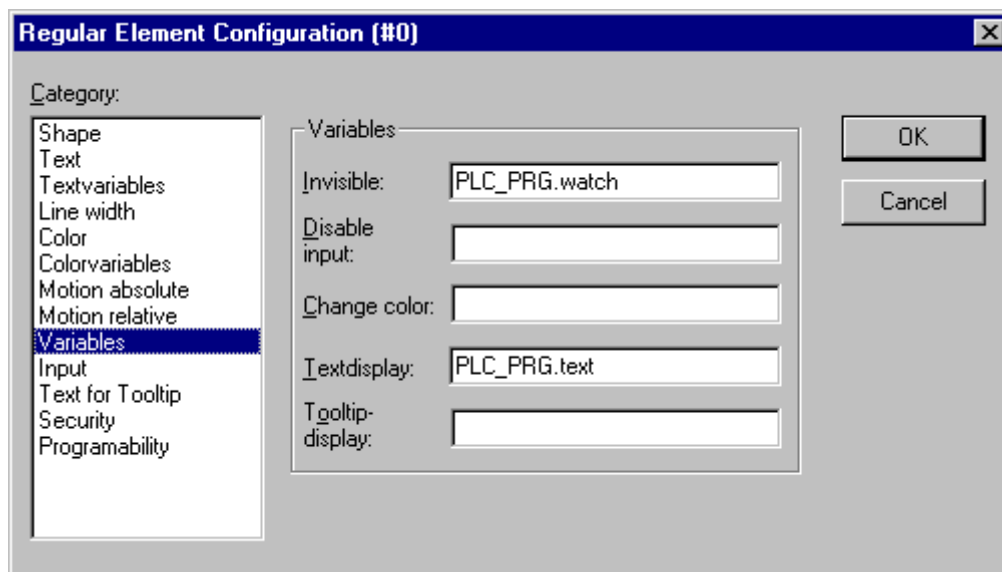 Regular Element Configuration (#0)
Category:
Shape
Text
Textvariables
Line width
Color
Colorvariables
Motion absolute
Motion relative
Variables
Input
Text for Tooltip
Security
Programability
Variables
Invisible: PLC_PRG.watch
Disable
input:
Change color:
Textdisplay: PLC_PRG.text
Tooltip-
display:
OK
Cancel